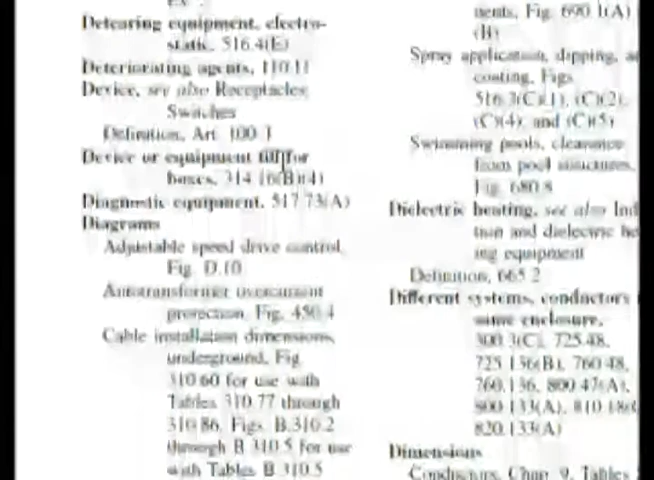 Detearing equipment, electro-
static, 516.4(E)
Deteriorating agents, 110.11
Device, see also Receptacles;
Switches
Definition, Art. 100-I
Device or equipment fill for
boxes, 314.16(B)(4)
Diagnostic equipment, 517.73(A)
Diagrams
Adjustable speed drive control,
Fig. D.10
Autotransformer overcurrent
protection, Fig. 450.4
Cable installation dimensions,
underground, Fig.
310.60 for use with
Tables 310.77 through
310.86, Figs. B.310.2
through B.310.5 for use
with Tables B.310.5
nents, Fig. 690.1(A)
(B)
Spray application, dipping,
coating, Figs.
516.3(C)(1), (C)(2),
(C)(4), and (C)(5)
Swimming pools, clearance
from pool structures,
Fig. 680.8
Dielectric heating, see also Ind
tion and dielectric he
ing equipment
Definition, 665.2
Different systems, conductors
same enclosure,
300.3(C), 725.48,
725.136(B), 760.48,
760.136, 800.47(A),
800.133(A), 810.18(
820.133(A)
Dimensions
Conductors, Chap. 9, Tables